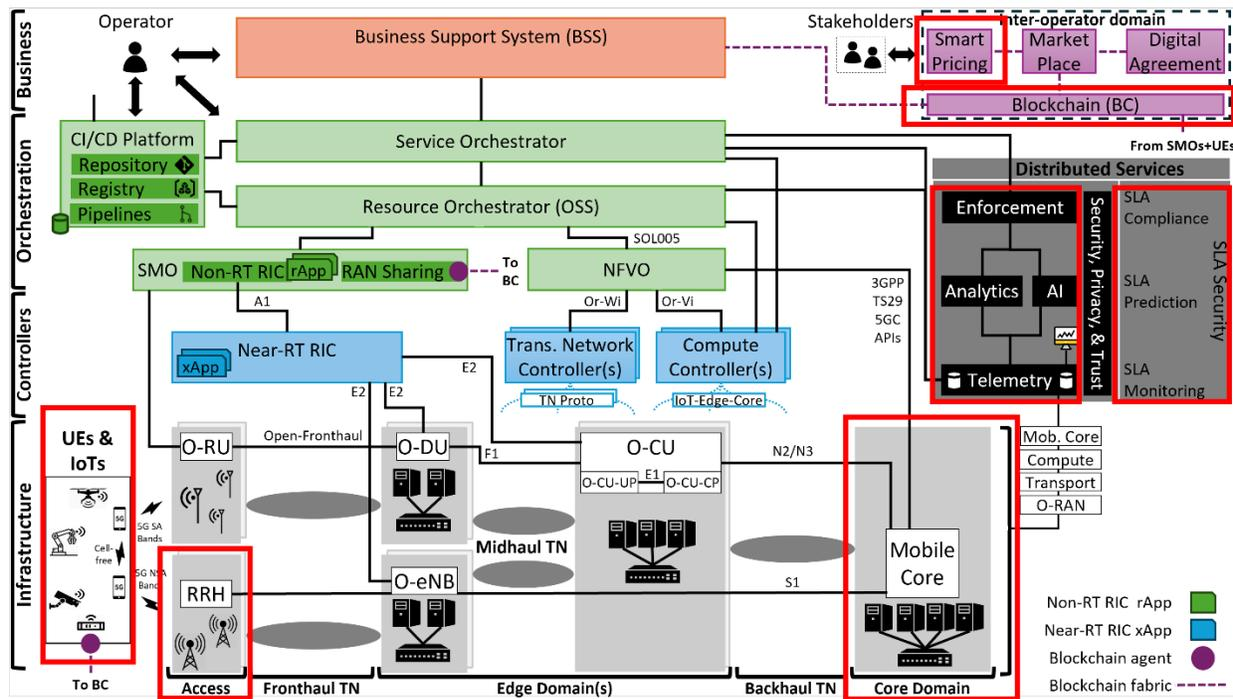 Operator
Stakeholders
Inter-operator domain
Business
Business Support System (BSS)
Smart
Pricing
Market
Place
Digital
Agreement
Blockchain (BC)
From SMOs+UEs
Orchestration
CI/CD Platform
Repository
Registry
Pipelines
Service Orchestrator
Resource Orchestrator (OSS)
SOL005
SMO
Non-RT RIC
rApp
RAN Sharing
To
BC
NFVO
Distributed Services
Enforcement
Analytics
AI
Telemetry
Security, Privacy, & Trust
SLA
Compliance
SLA
Prediction
SLA
Monitoring
SLA Security
Controllers
A1
Or-Wi
Or-Vi
3GPP
TS29
5GC
APIs
Near-RT RIC
xApp
E2
E2
E2
Trans. Network
Controller(s)
TN Proto
Compute
Controller(s)
IoT-Edge-Core
Infrastructure
UEs &
IoTs
5G
Cell-
free
5G
5G SA
Bands
5G NSA
Band
To BC
O-RU
Open-Fronthaul
O-DU
F1
O-CU
O-CU-UP
E1
O-CU-CP
N2/N3
Midhaul TN
RRH
O-eNB
S1
Mobile
Core
Mob. Core
Compute
Transport
O-RAN
Access
Fronthaul TN
Edge Domain(s)
Backhaul TN
Core Domain
Non-RT RIC rApp
Near-RT RIC xApp
Blockchain agent
Blockchain fabric